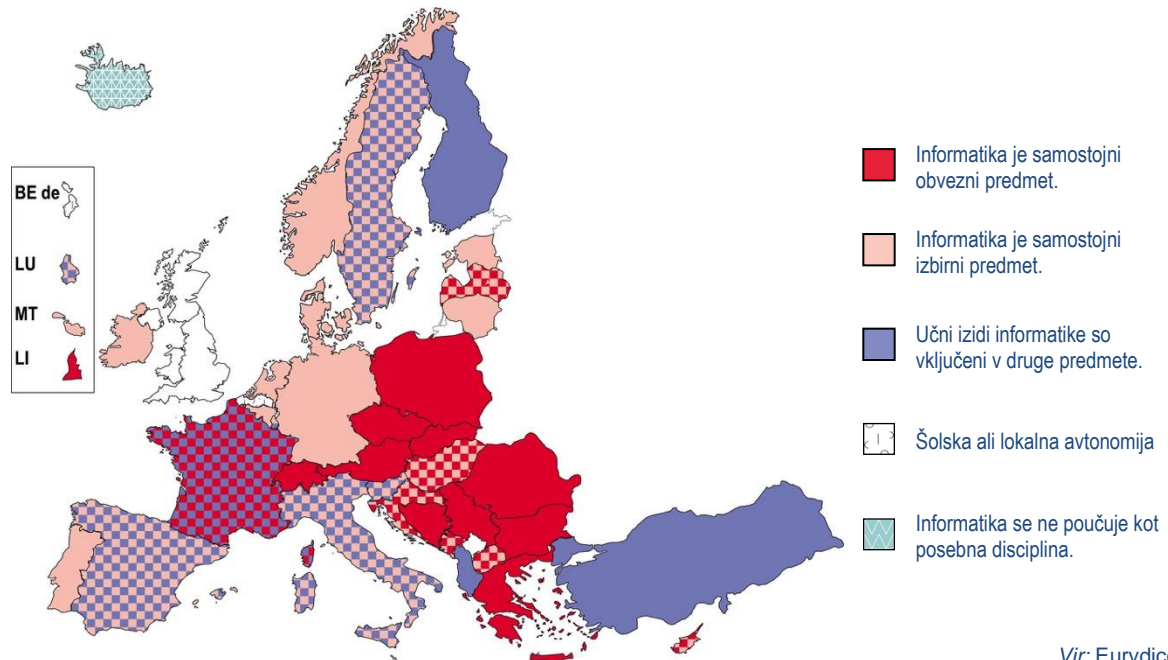 BE de
LU
MT
LI
Informatika je samostojni
obvezni predmet.
Informatika je samostojni
izbirni predmet.
Učni izidi informatike so
vključeni v druge predmete.
Šolska ali lokalna avtonomija
Informatika se ne poučuje kot
posebna disciplina.
Vir: Eurydice